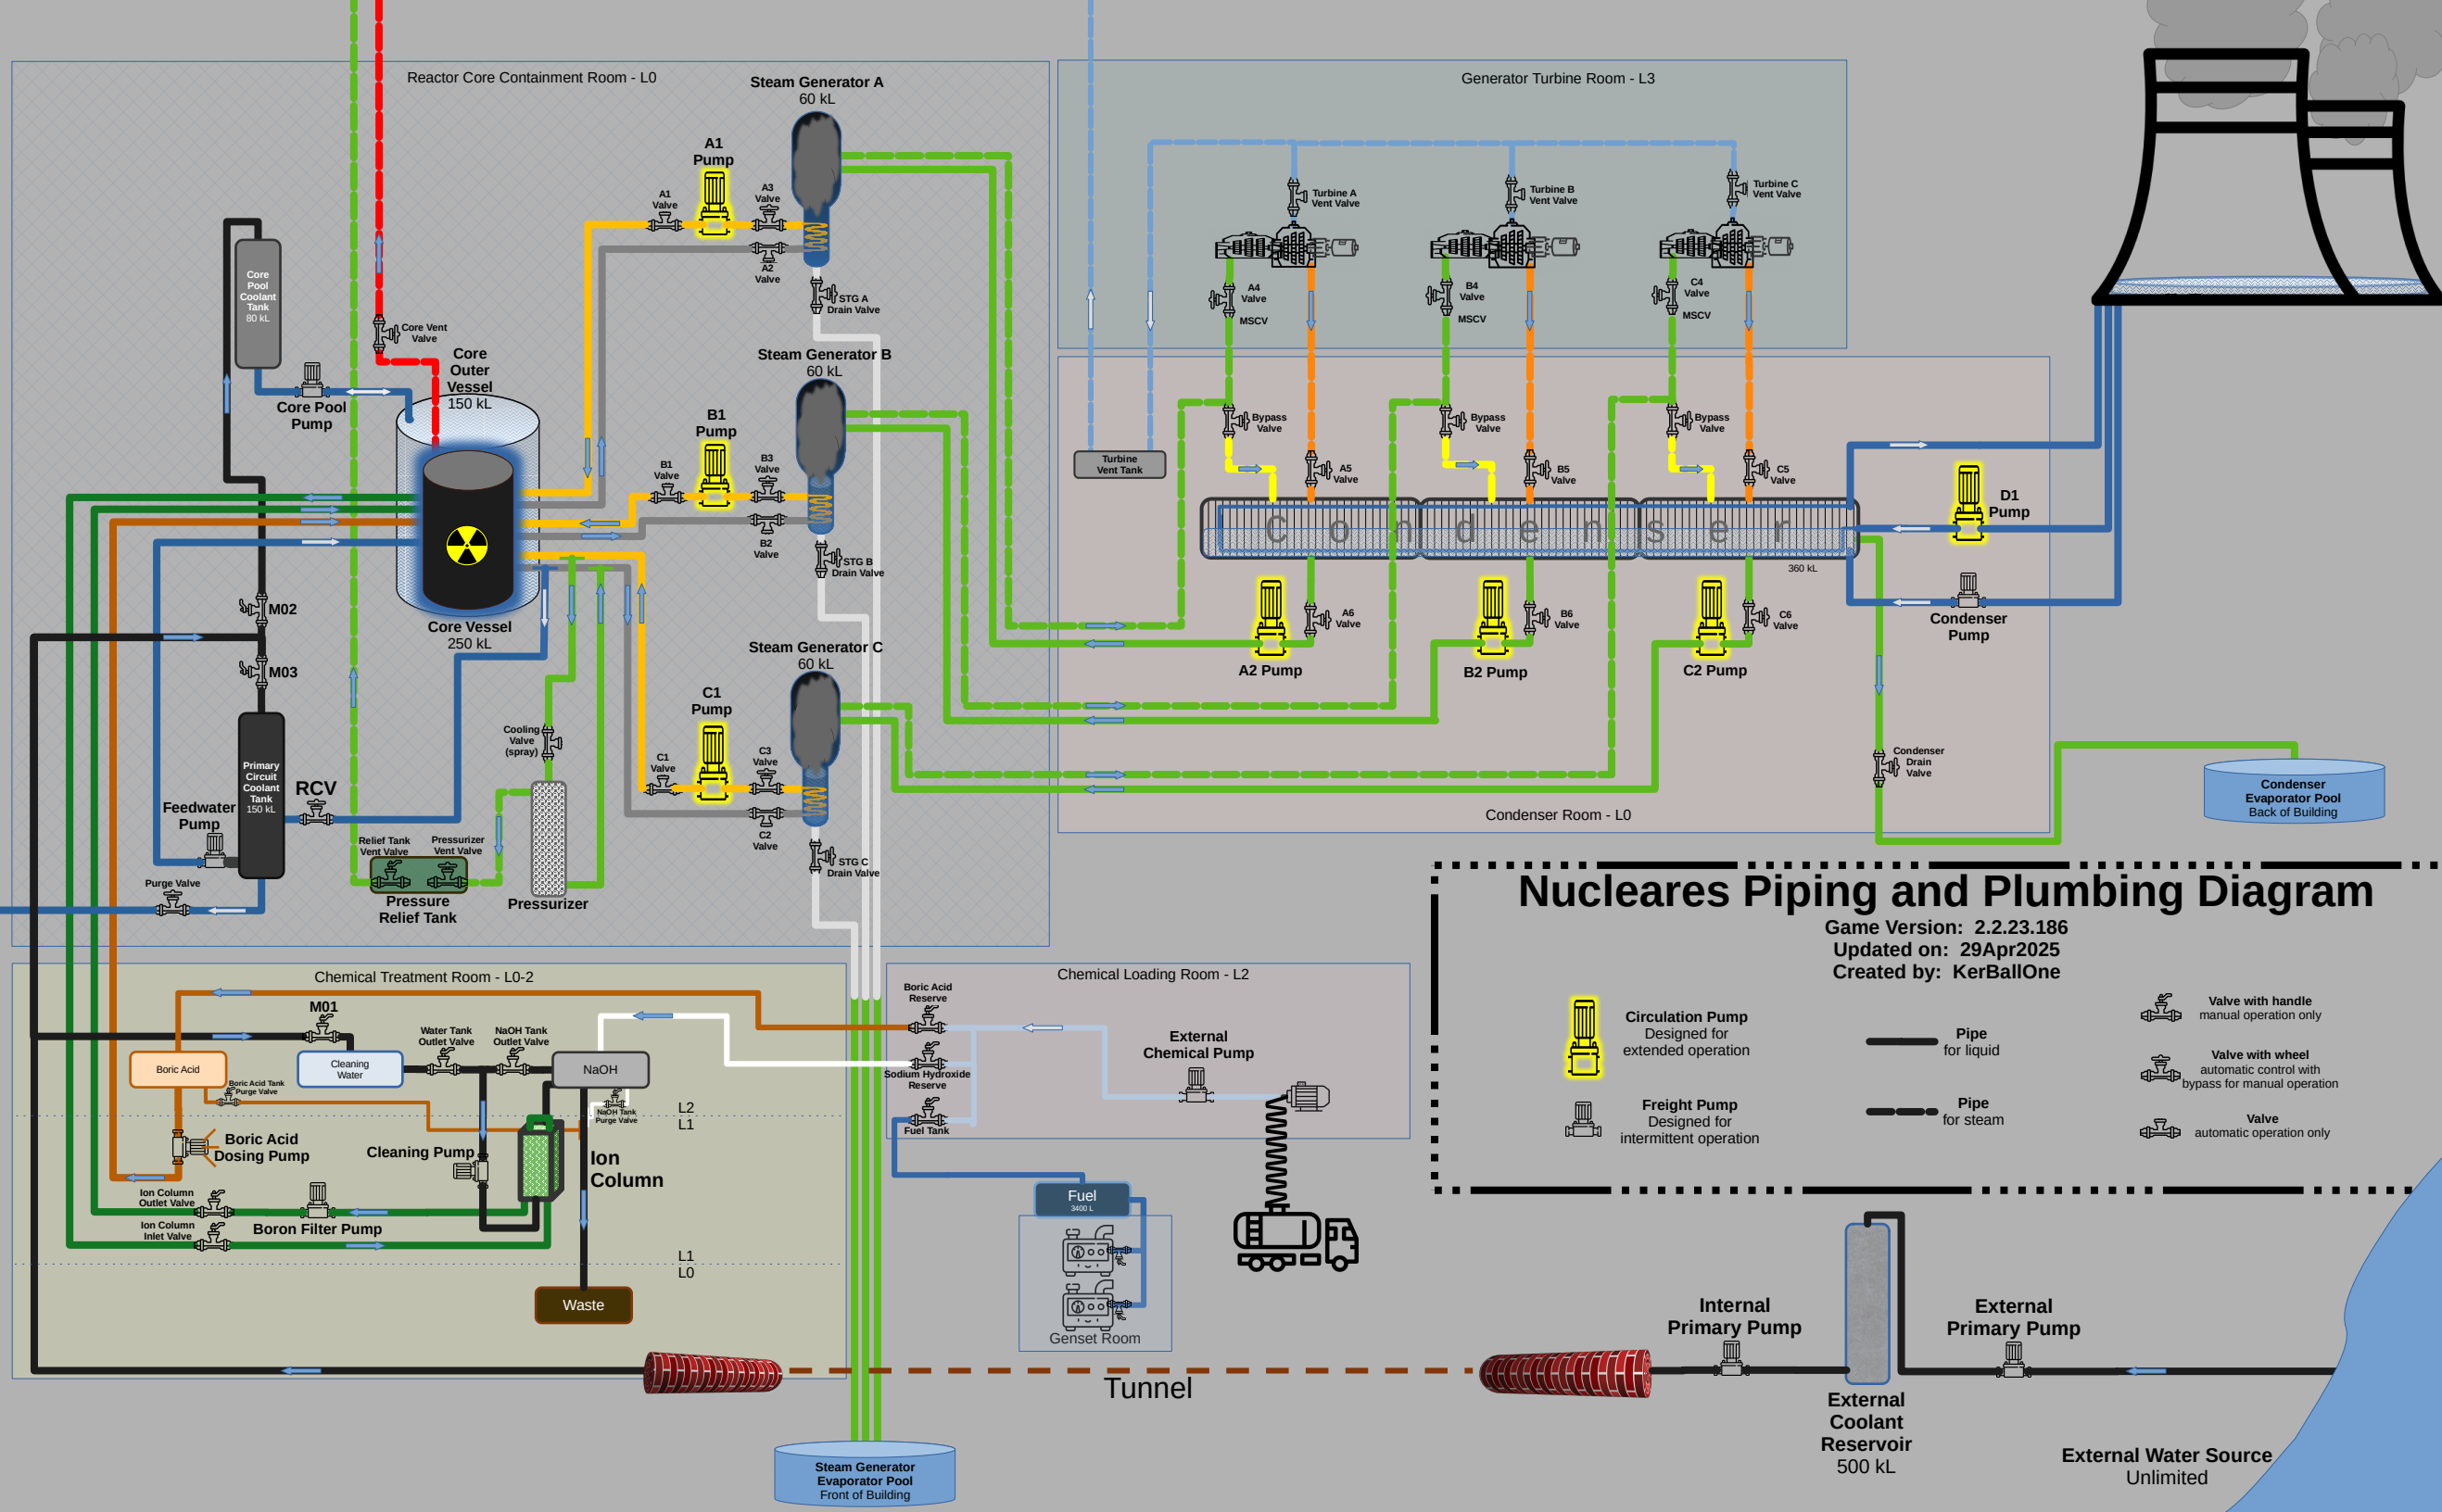 Reactor Core Containment Room - L0
Steam Generator A
60 kL
A1
Pump
A1
Valve
A3
Valve
A2
Valve
STG A
Drain Valve
Core
Pool
Coolant
Tank
80 kL
Core Vent
Valve
Core
Outer
Vessel
150 kL
Core Pool
Pump
Steam Generator B
60 kL
B1
Pump
B1
Valve
B3
Valve
B2
Valve
STG B
Drain Valve
Core Vessel
250 kL
M02
M03
Steam Generator C
60 kL
C1
Pump
C1
Valve
C3
Valve
C2
Valve
STG C
Drain Valve
Cooling
Valve
(spray)
Primary
Circuit
Coolant
Tank
150 kL
RCV
Feedwater
Pump
Purge Valve
Relief Tank
Vent Valve
Pressurizer
Vent Valve
Pressure
Relief Tank
Pressurizer
Generator Turbine Room - L3
Turbine A
Vent Valve
Turbine B
Vent Valve
Turbine C
Vent Valve
A4
Valve
MSCV
B4
Valve
MSCV
C4
Valve
MSCV
Turbine
Vent Tank
Bypass
Valve
A5
Valve
Bypass
Valve
B5
Valve
Bypass
Valve
C5
Valve
Condenser
360 kL
D1
Pump
Condenser
Pump
A6
Valve
B6
Valve
C6
Valve
A2 Pump
B2 Pump
C2 Pump
Condenser
Drain
Valve
Condenser Room - L0
Condenser
Evaporator Pool
Back of Building
Nucleares Piping and Plumbing Diagram
Game Version: 2.2.23.186
Updated on: 29Apr2025
Created by: KerBallOne
Circulation Pump
Designed for
extended operation
Freight Pump
Designed for
intermittent operation
Pipe
for liquid
Pipe
for steam
Valve with handle
manual operation only
Valve with wheel
automatic control with
bypass for manual operation
Valve
automatic operation only
Chemical Treatment Room - L0-2
M01
Water Tank
Outlet Valve
NaOH Tank
Outlet Valve
Boric Acid
Cleaning
Water
NaOH
Boric Acid Tank
Purge Valve
NaOH Tank
Purge Valve
L2
L1
Boric Acid
Dosing Pump
Cleaning Pump
Ion
Column
Ion Column
Outlet Valve
Boron Filter Pump
Ion Column
Inlet Valve
L1
L0
Waste
Chemical Loading Room - L2
Boric Acid
Reserve
Sodium Hydroxide
Reserve
Fuel Tank
External
Chemical Pump
Fuel
3400 L
Genset Room
Tunnel
Steam Generator
Evaporator Pool
Front of Building
Internal
Primary Pump
External
Primary Pump
External
Coolant
Reservoir
500 kL
External Water Source
Unlimited